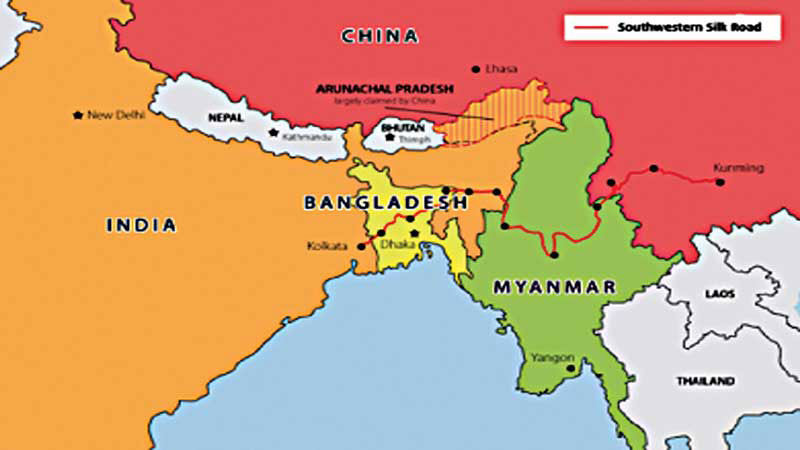 Southwestern Silk Road
CHINA
Lhasa
ARUNACHAL PRADESH
largely claimed by China
New Delhi
NEPAL
Kathmandu
BHUTAN
Thimph
Kunming
BANGLADESH
INDIA
Kolkata
Dhaka
MYANMAR
LAOS
Yangon
THAILAND